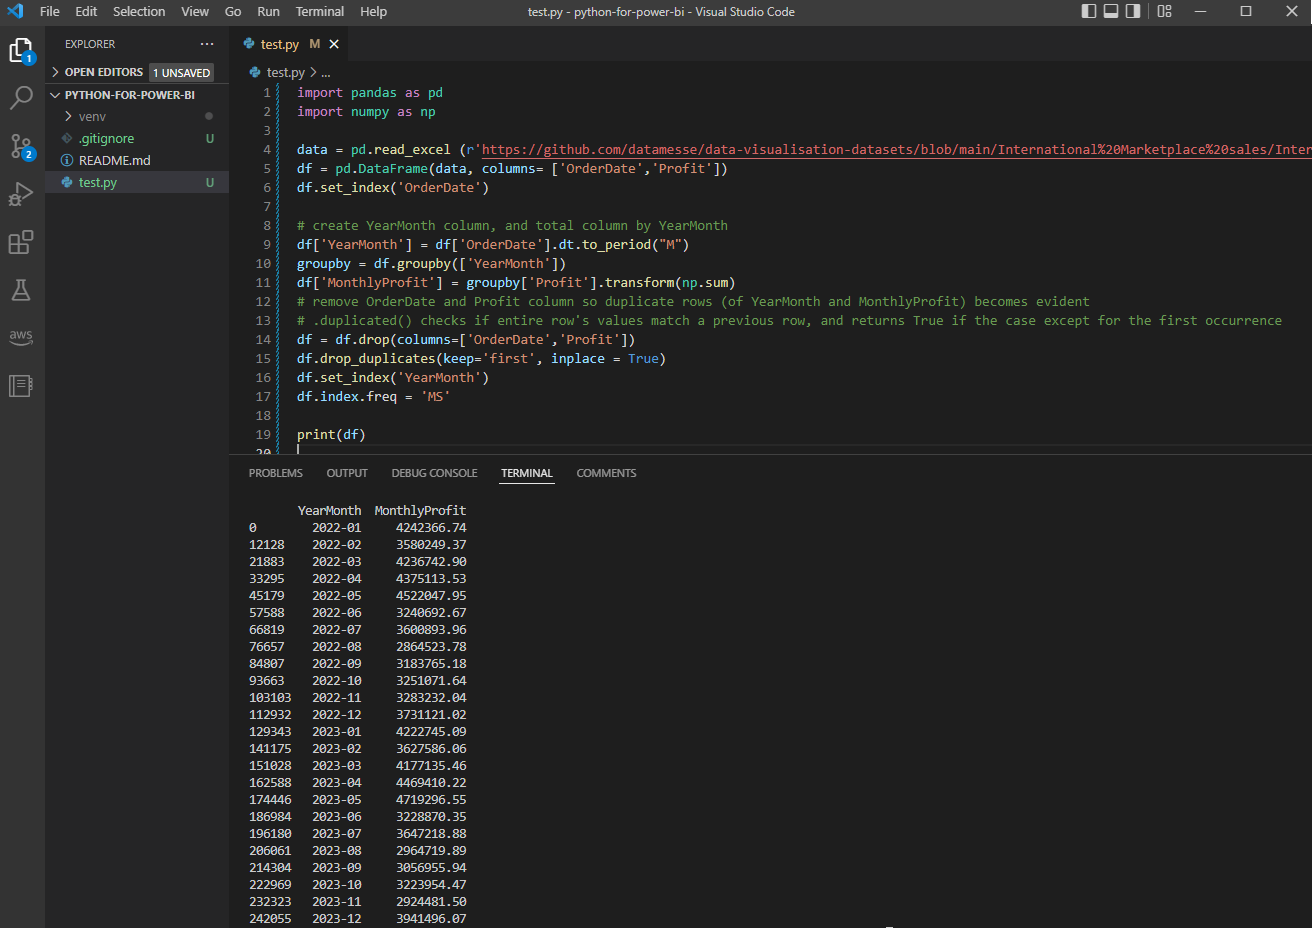 File Edit Selection View Go Run Terminal Help
test.py - python-for-power-bi - Visual Studio Code
1
2
aws
EXPLORER
OPEN EDITORS 1 UNSAVED
PYTHON-FOR-POWER-BI
venv
.gitignore U
README.md
test.py U
test.py M
test.py > ...
1 import pandas as pd
2 import numpy as np
3
4 data = pd.read_excel (r'https://github.com/datamesse/data-visualisation-datasets/blob/main/International%20Marketplace%20sales/Inter
5 df = pd.DataFrame(data, columns= ['OrderDate','Profit'])
6 df.set_index('OrderDate')
7
8 # create YearMonth column, and total column by YearMonth
9 df['YearMonth'] = df['OrderDate'].dt.to_period("M")
10 groupby = df.groupby(['YearMonth'])
11 df['MonthlyProfit'] = groupby['Profit'].transform(np.sum)
12 # remove OrderDate and Profit column so duplicate rows (of YearMonth and MonthlyProfit) becomes evident
13 # .duplicated() checks if entire row's values match a previous row, and returns True if the case except for the first occurrence
14 df = df.drop(columns=['OrderDate','Profit'])
15 df.drop_duplicates(keep='first', inplace = True)
16 df.set_index('YearMonth')
17 df.index.freq = 'MS'
18
19 print(df)
20
PROBLEMS OUTPUT DEBUG CONSOLE TERMINAL COMMENTS
YearMonth MonthlyProfit
0 2022-01 4242366.74
12128 2022-02 3580249.37
21883 2022-03 4236742.90
33295 2022-04 4375113.53
45179 2022-05 4522047.95
57588 2022-06 3240692.67
66819 2022-07 3600893.96
76657 2022-08 2864523.78
84807 2022-09 3183765.18
93663 2022-10 3251071.64
103103 2022-11 3283232.04
112932 2022-12 3731121.02
129343 2023-01 4222745.09
141175 2023-02 3627586.06
151028 2023-03 4177135.46
162588 2023-04 4469410.22
174446 2023-05 4719296.55
186984 2023-06 3228870.35
196180 2023-07 3647218.88
206061 2023-08 2964719.89
214304 2023-09 3056955.94
222969 2023-10 3223954.47
232323 2023-11 2924481.50
242055 2023-12 3941496.07